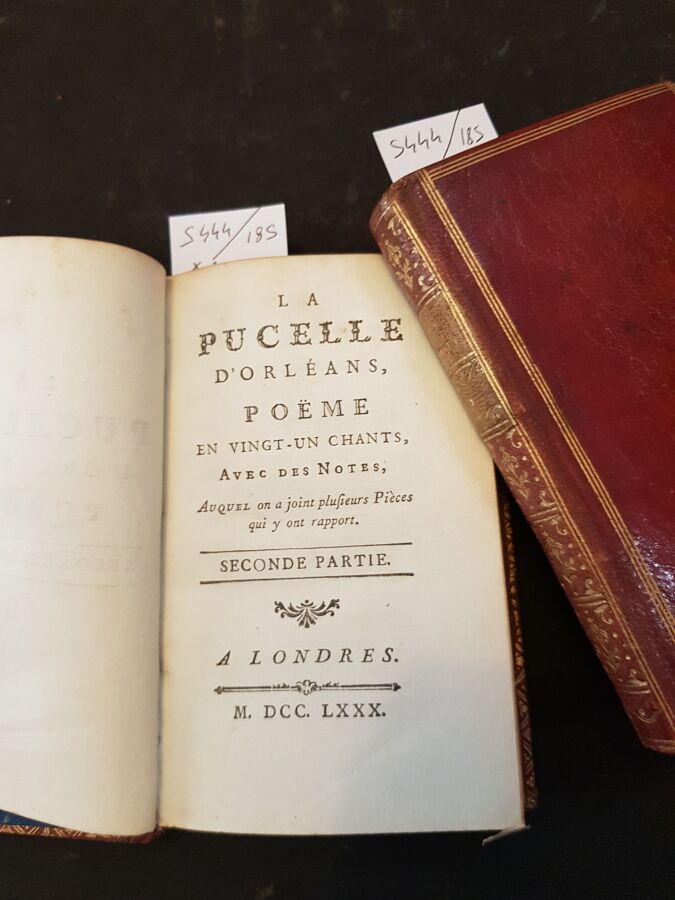 S444/185
S444/185
LA
PUCELLE
D'ORLÉANS,
POËME
EN VINGT-UN CHANTS,
AVEC DES NOTES,
AUQUEL on a joint pluſieurs Pièces
qui y ont rapport.
SECONDE PARTIE.
A LONDRES.
M. DCC. LXXX.